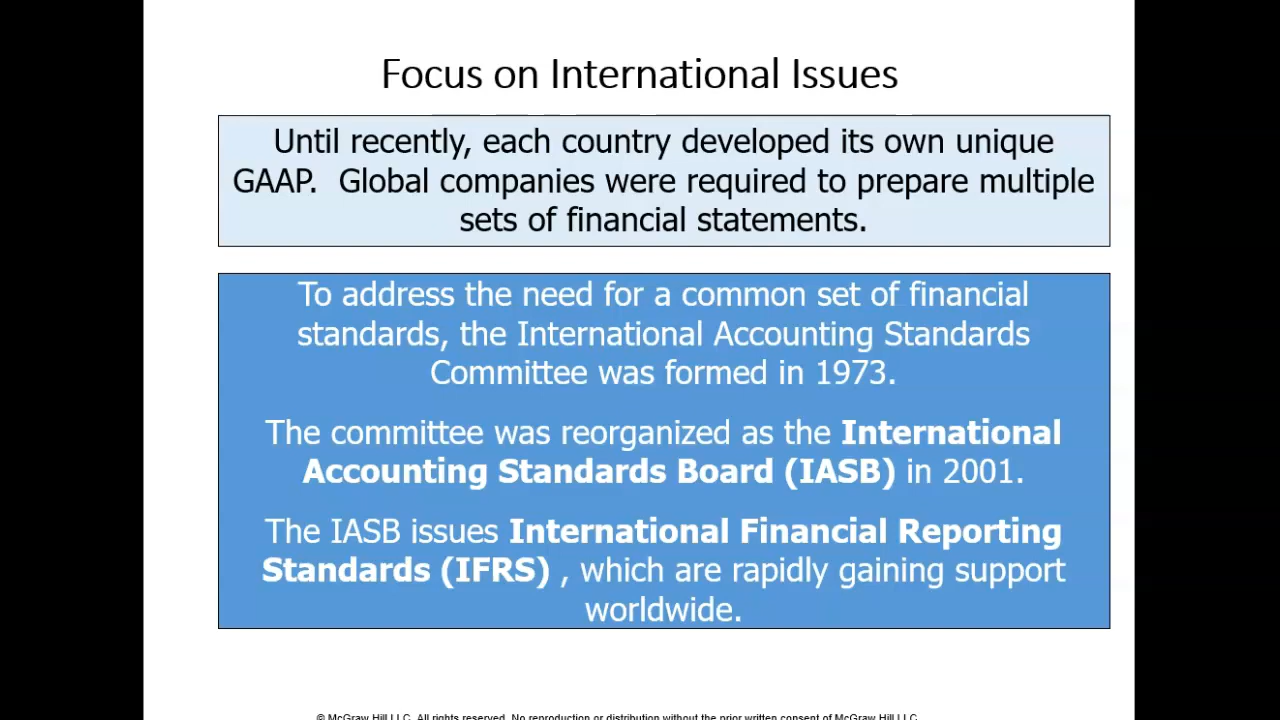 Focus on International Issues
Until recently, each country developed its own unique
GAAP.  Global companies were required to prepare multiple
sets of financial statements.
To address the need for a common set of financial
standards, the International Accounting Standards
Committee was formed in 1973.
The committee was reorganized as the International
Accounting Standards Board (IASB) in 2001.
The IASB issues International Financial Reporting
Standards (IFRS) , which are rapidly gaining support
worldwide.
© McGraw Hill LLC. All rights reserved. No reproduction or distribution without the prior written consent of McGraw Hill LLC.